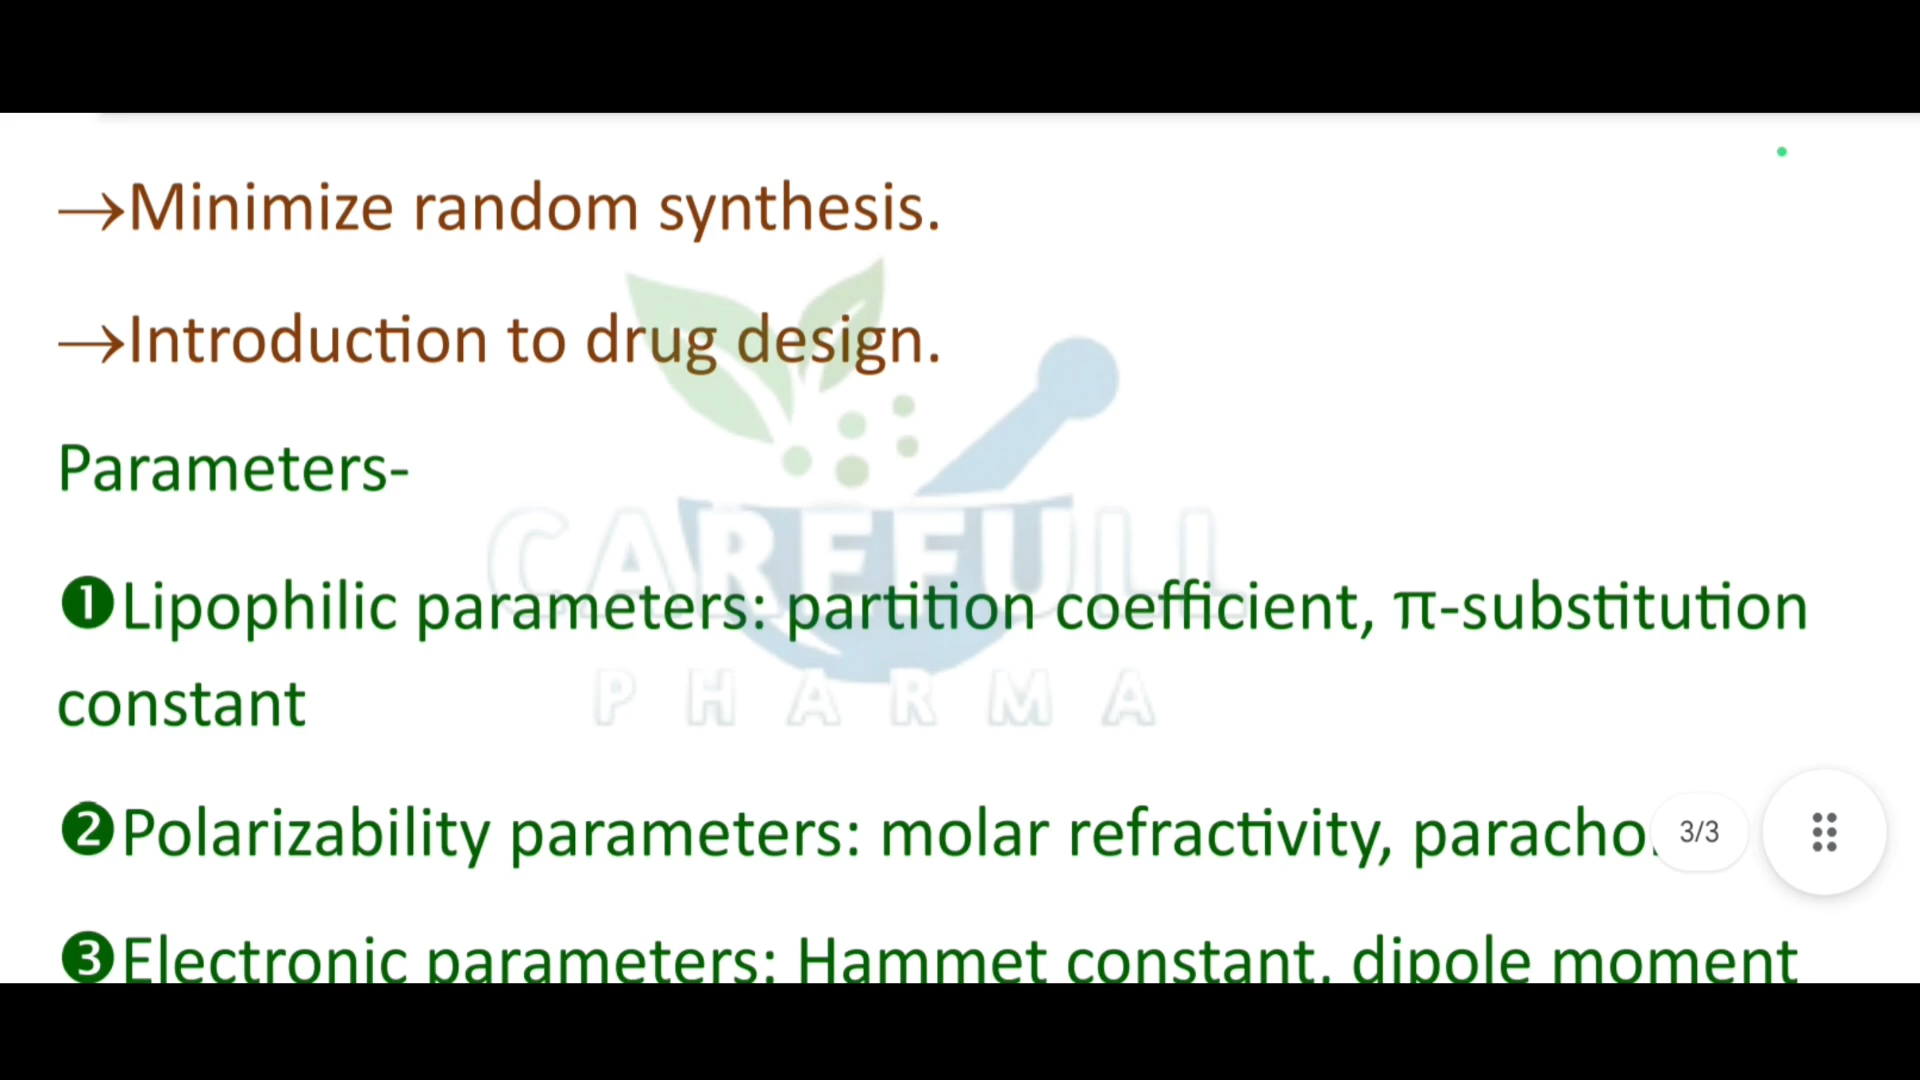 →Minimize random synthesis.
→Introduction to drug design.
Parameters-
❶Lipophilic parameters: partition coefficient, π-substitution
constant
❷Polarizability parameters: molar refractivity,
3/3
❸Electronic parameters: Hammet constant, dipole moment
CAREFULL
PHARMA